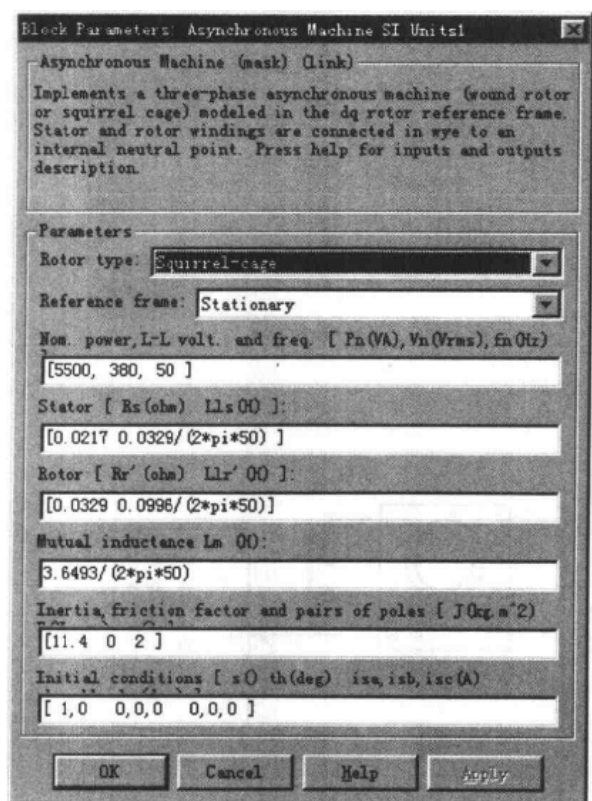 Block Parameters: Asynchronous Machine SI Units1
Asynchronous Machine (mask) (link)
Implements a three-phase asynchronous machine (wound rotor
or squirrel cage) modeled in the dq rotor reference frame.
Stator and rotor windings are connected in wye to an
internal neutral point. Press help for inputs and outputs
description.
Parameters
Rotor type: Squirrel-cage
Reference frame: Stationary
Nom. power,L-L volt. and freq. [ Pn(VA),Vn(Vrms),fn(Hz)
[5500, 380, 50 ]
Stator [ Rs(ohm) Lls(H) ]:
[0.0217 0.0329/(2*pi*50) ]
Rotor [ Rr'(ohm) Llr'(H) ]:
[0.0329 0.0996/(2*pi*50)]
Mutual inductance Lm (H):
3.6493/(2*pi*50)
Inertia,friction factor and pairs of poles [ J(kg.m^2)
[11.4 0 2 ]
Initial conditions [ s() th(deg) isa,isb,isc(A)
[ 1,0 0,0,0 0,0,0 ]
OK Cancel Help Apply